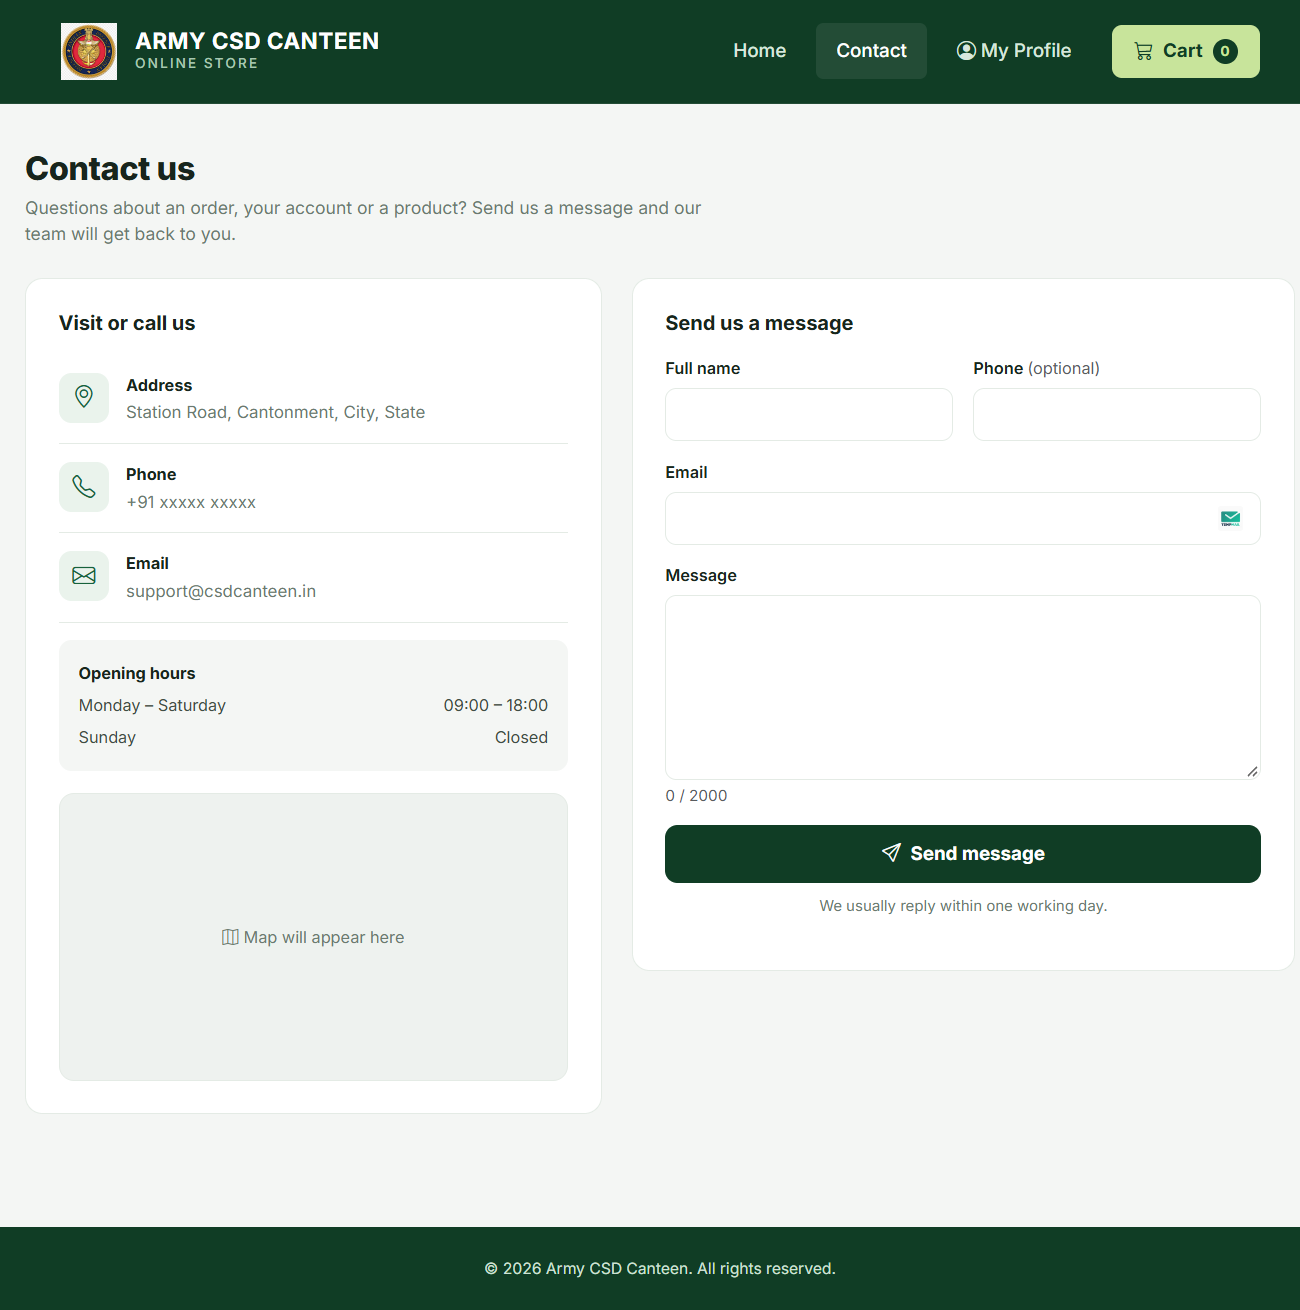 ARMY CSD CANTEEN
ONLINE STORE
Home
Contact
My Profile
Cart 0
Contact us
Questions about an order, your account or a product? Send us a message and our
team will get back to you.
Visit or call us
Address
Station Road, Cantonment, City, State
Phone
+91 xxxxx xxxxx
Email
support@csdcanteen.in
Opening hours
Monday – Saturday 09:00 – 18:00
Sunday Closed
Map will appear here
Send us a message
Full name
Phone (optional)
Email
Message
0 / 2000
Send message
We usually reply within one working day.
© 2026 Army CSD Canteen. All rights reserved.